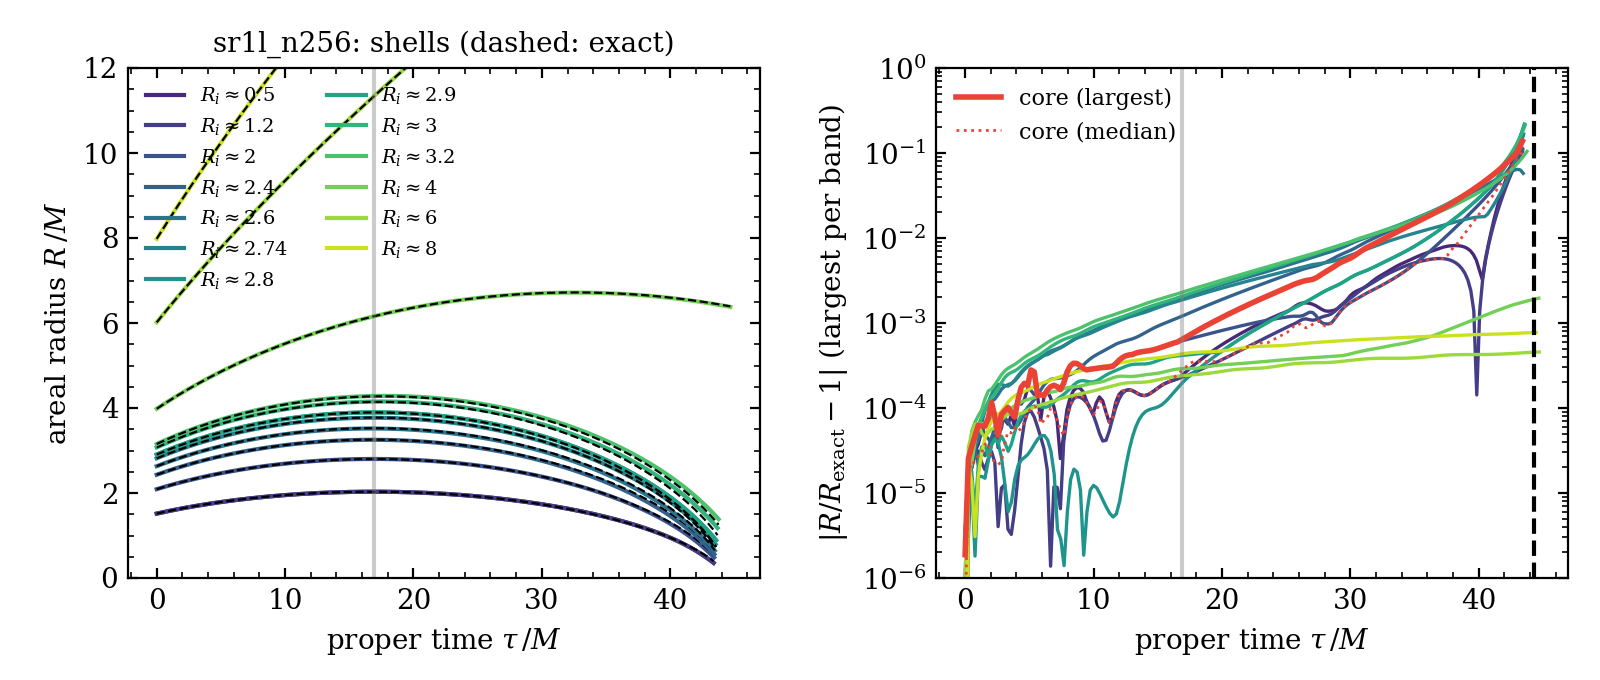 sr1l_n256: shells (dashed: exact)
areal radius R/M
12
10
8
6
4
2
0
R_i ≈ 0.5
R_i ≈ 1.2
R_i ≈ 2
R_i ≈ 2.4
R_i ≈ 2.6
R_i ≈ 2.74
R_i ≈ 2.8
R_i ≈ 2.9
R_i ≈ 3
R_i ≈ 3.2
R_i ≈ 4
R_i ≈ 6
R_i ≈ 8
0 10 20 30 40
proper time τ/M
|R/R_exact − 1| (largest per band)
10⁰
10⁻¹
10⁻²
10⁻³
10⁻⁴
10⁻⁵
10⁻⁶
core (largest)
core (median)
0 10 20 30 40
proper time τ/M